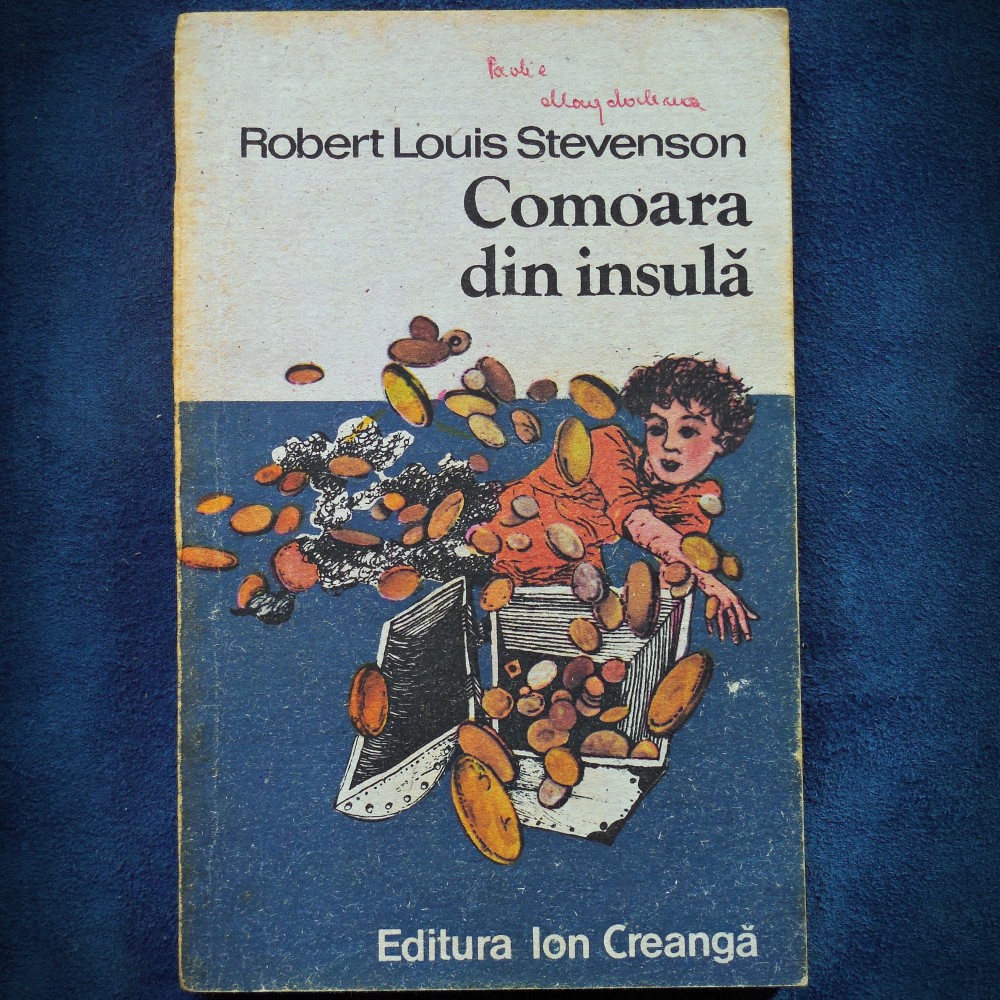 Robert Louis Stevenson
Comoara
din insulă
Editura Ion Creangă